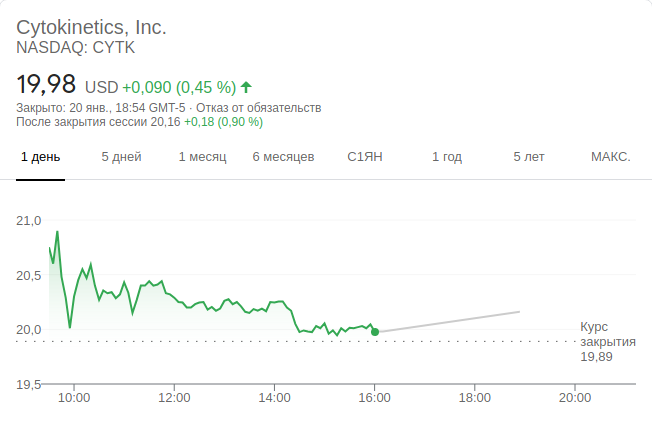 Cytokinetics, Inc.
NASDAQ: CYTK
19,98 USD +0,090 (0,45 %)
Закрыто: 20 янв., 18:54 GMT-5 · Отказ от обязательств
После закрытия сессии 20,16 +0,18 (0,90 %)
1 день 5 дней 1 месяц 6 месяцев С1ЯН 1 год 5 лет МАКС.
21,0
20,5
20,0
Курс
закрытия
19,89
19,5
10:00 12:00 14:00 16:00 18:00 20:00